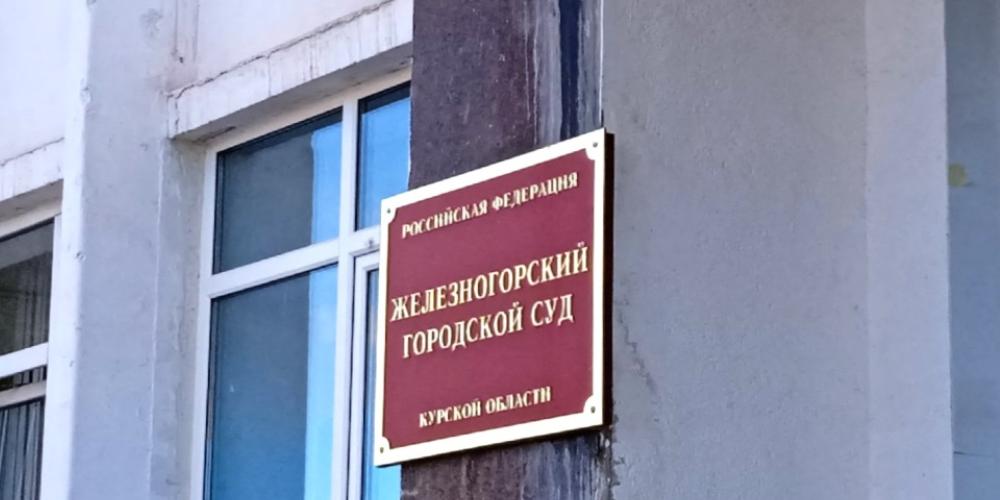 РОССИЙСКАЯ ФЕДЕРАЦИЯ
ЖЕЛЕЗНОГОРСКИЙ
ГОРОДСКОЙ СУД
КУРСКОЙ ОБЛАСТИ